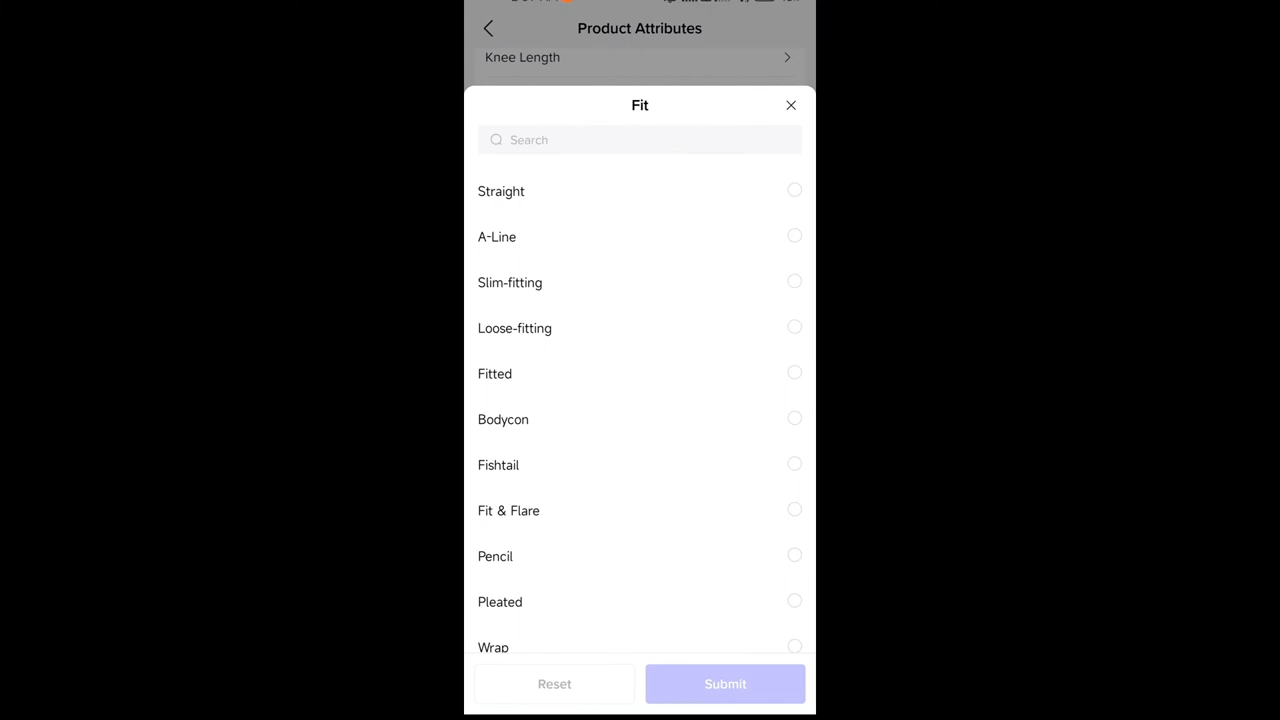 Product Attributes
Knee Length
Fit
Search
Straight
A-Line
Slim-fitting
Loose-fitting
Fitted
Bodycon
Fishtail
Fit & Flare
Pencil
Pleated
Wrap
Reset
Submit